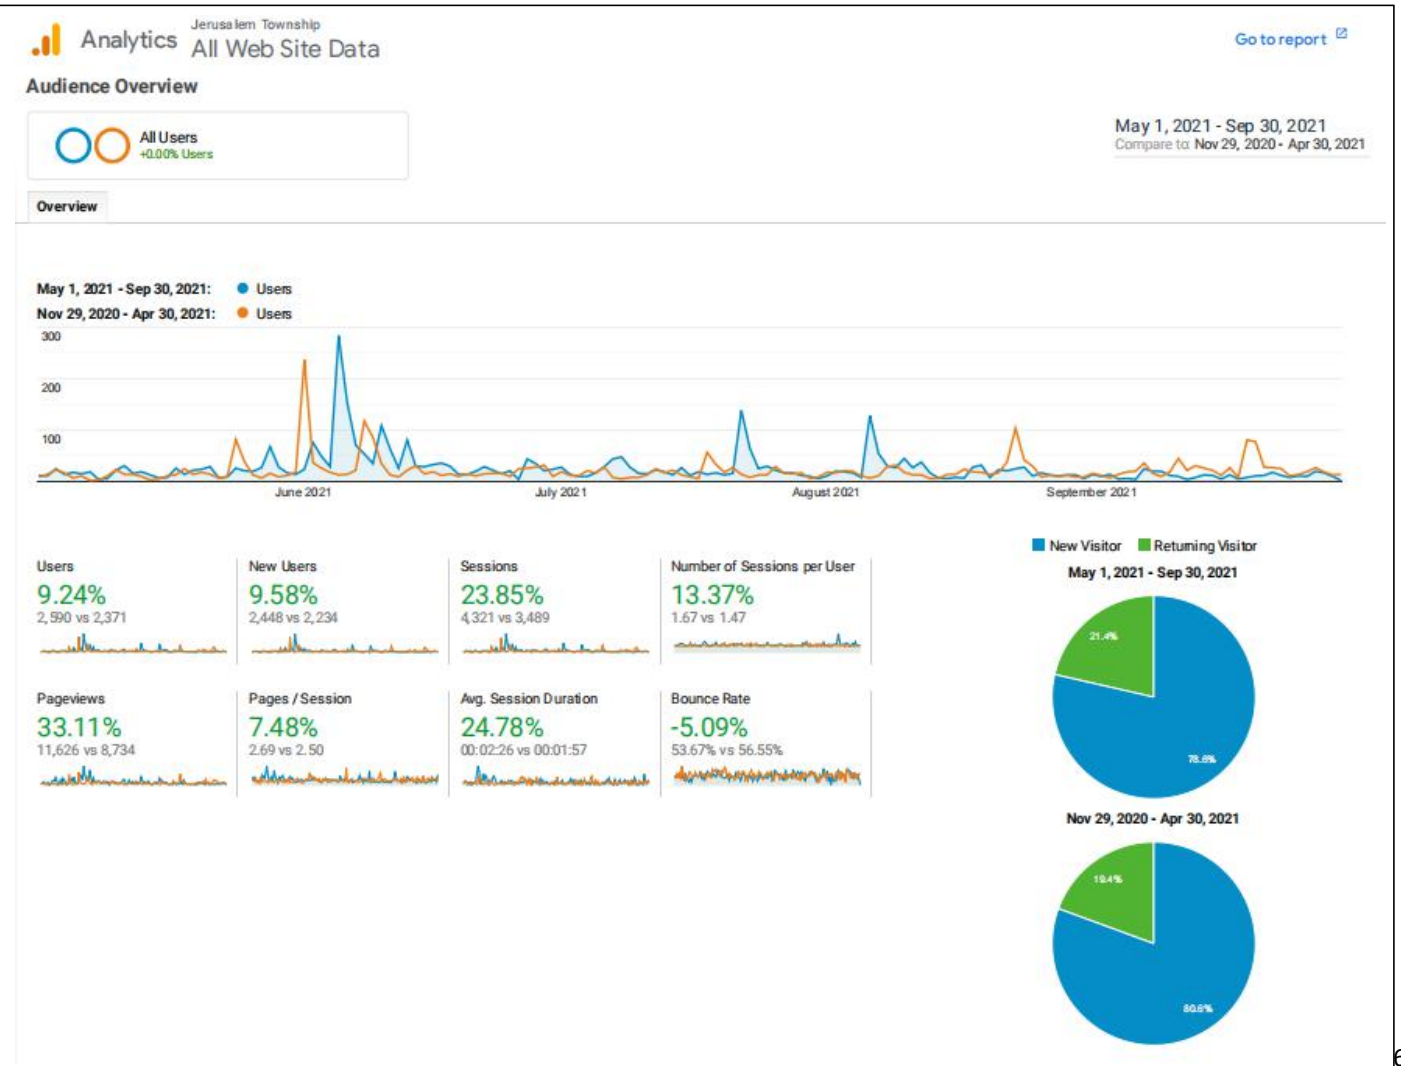 Jerusalem Township
Analytics All Web Site Data
Go to report
Audience Overview
All Users
+0.00% Users
May 1, 2021 - Sep 30, 2021
Compare to: Nov 29, 2020 - Apr 30, 2021
Overview
May 1, 2021 - Sep 30, 2021: Users
Nov 29, 2020 - Apr 30, 2021: Users
300
200
100
June 2021 July 2021 August 2021 September 2021
Users
9.24%
2,590 vs 2,371
New Users
9.58%
2,448 vs 2,234
Sessions
23.85%
4,321 vs 3,489
Number of Sessions per User
13.37%
1.67 vs 1.47
Pageviews
33.11%
11,626 vs 8,734
Pages / Session
7.48%
2.69 vs 2.50
Avg. Session Duration
24.78%
00:02:26 vs 00:01:57
Bounce Rate
-5.09%
53.67% vs 56.55%
New Visitor Returning Visitor
May 1, 2021 - Sep 30, 2021
21.4%
78.6%
Nov 29, 2020 - Apr 30, 2021
19.4%
80.6%